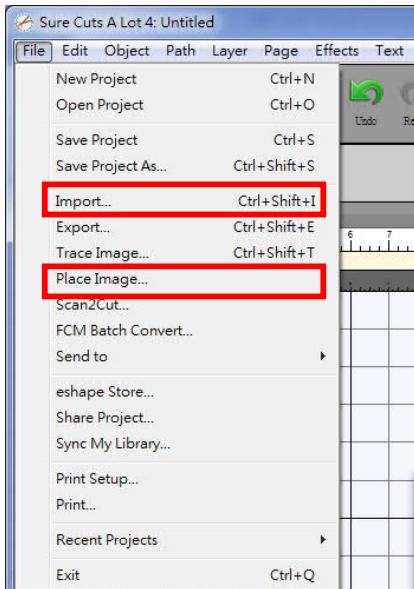 Sure Cuts A Lot 4: Untitled
File Edit Object Path Layer Page Effects Text
New Project Ctrl+N
Open Project Ctrl+O
Undo
Save Project Ctrl+S
Save Project As... Ctrl+Shift+S
Import... Ctrl+Shift+I
Export... Ctrl+Shift+E
6 7
Trace Image... Ctrl+Shift+T
Place Image...
Scan2Cut...
FCM Batch Convert...
Send to
eshape Store...
Share Project...
Sync My Library...
Print Setup...
Print...
Recent Projects
Exit Ctrl+Q